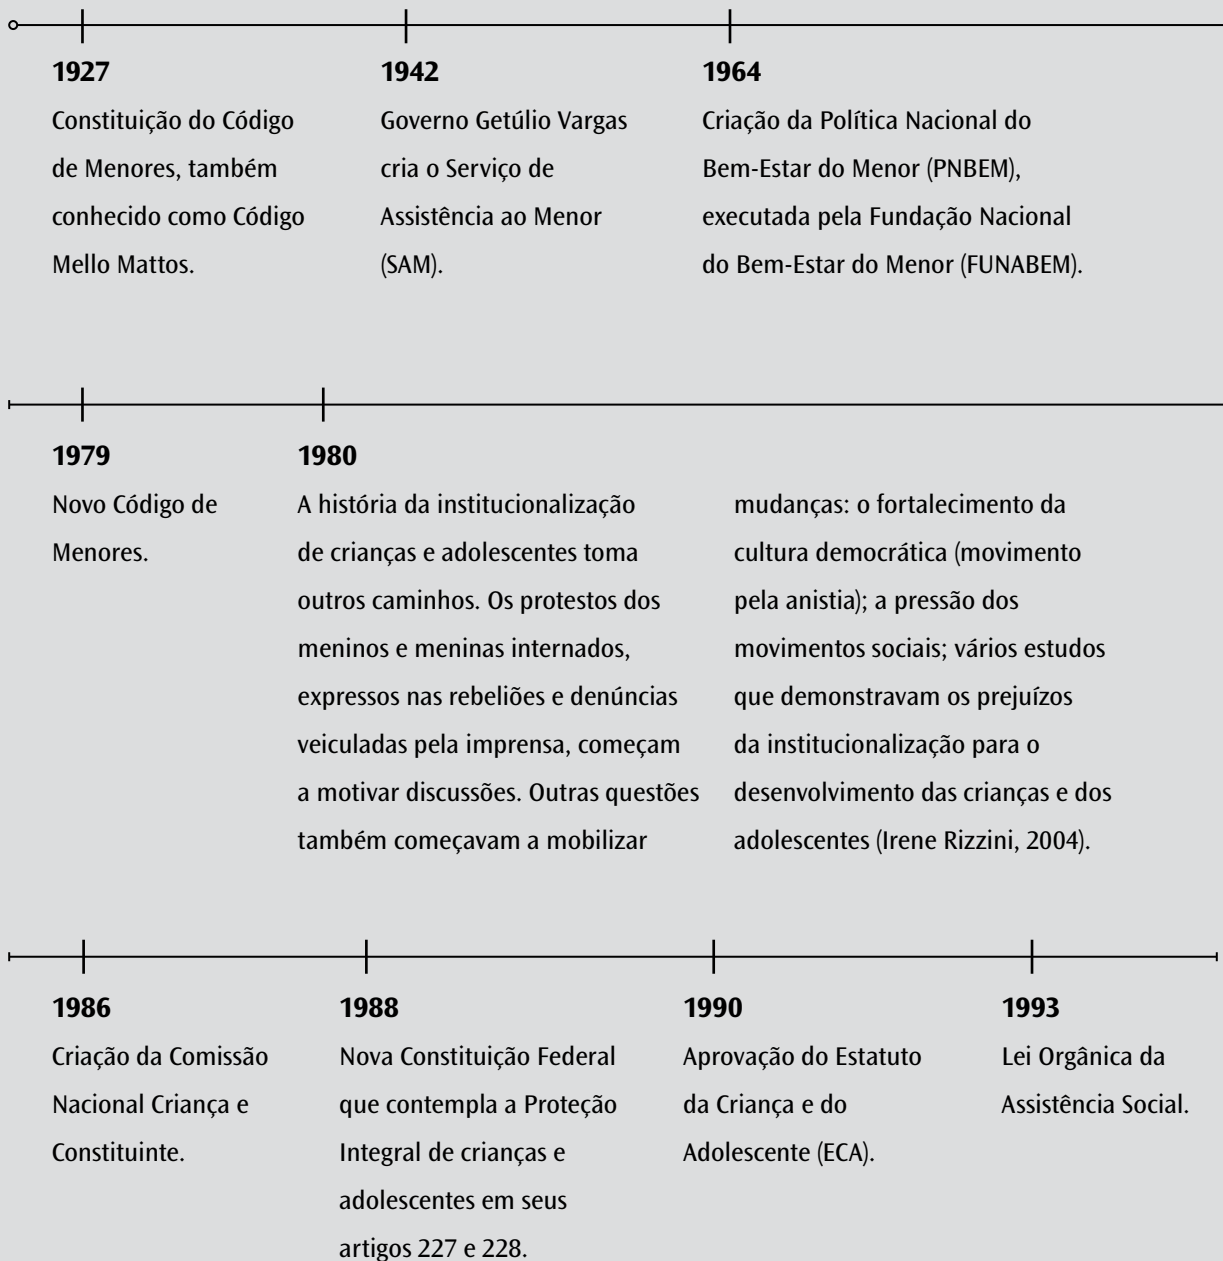 1927
Constituição do Código
de Menores, também
conhecido como Código
Mello Mattos.
1942
Governo Getúlio Vargas
cria o Serviço de
Assistência ao Menor
(SAM).
1964
Criação da Política Nacional do
Bem-Estar do Menor (PNBEM),
executada pela Fundação Nacional
do Bem-Estar do Menor (FUNABEM).
1979
Novo Código de
Menores.
1980
A história da institucionalização
de crianças e adolescentes toma
outros caminhos. Os protestos dos
meninos e meninas internados,
expressos nas rebeliões e denúncias
veiculadas pela imprensa, começam
a motivar discussões. Outras questões
também começavam a mobilizar
mudanças: o fortalecimento da
cultura democrática (movimento
pela anistia); a pressão dos
movimentos sociais; vários estudos
que demonstravam os prejuízos
da institucionalização para o
desenvolvimento das crianças e dos
adolescentes (Irene Rizzini, 2004).
1986
Criação da Comissão
Nacional Criança e
Constituinte.
1988
Nova Constituição Federal
que contempla a Proteção
Integral de crianças e
adolescentes em seus
artigos 227 e 228.
1990
Aprovação do Estatuto
da Criança e do
Adolescente (ECA).
1993
Lei Orgânica da
Assistência Social.